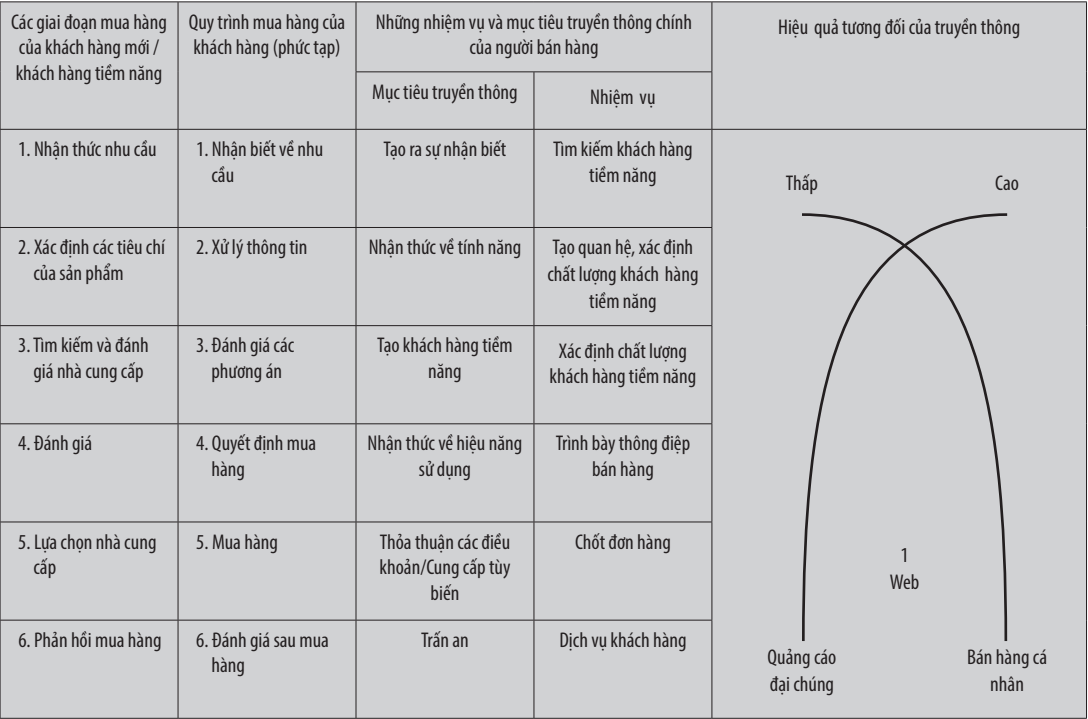 Các giai đoạn mua hàng
của khách hàng mới /
khách hàng tiềm năng
Quy trình mua hàng của
khách hàng (phức tạp)
Những nhiệm vụ và mục tiêu truyền thông chính
của người bán hàng
Hiệu quả tương đối của truyền thông
Mục tiêu truyền thông
Nhiệm vụ
1. Nhận thức nhu cầu
1. Nhận biết về nhu
cầu
Tạo ra sự nhận biết
Tìm kiếm khách hàng
tiềm năng
Thấp
Cao
2. Xác định các tiêu chí
của sản phẩm
2. Xử lý thông tin
Nhận thức về tính năng
Tạo quan hệ, xác định
chất lượng khách hàng
tiềm năng
3. Tìm kiếm và đánh
giá nhà cung cấp
3. Đánh giá các
phương án
Tạo khách hàng tiềm
năng
Xác định chất lượng
khách hàng tiềm năng
4. Đánh giá
4. Quyết định mua
hàng
Nhận thức về hiệu năng
sử dụng
Trình bày thông điệp
bán hàng
5. Lựa chọn nhà cung
cấp
5. Mua hàng
Thỏa thuận các điều
khoản/Cung cấp tùy
biến
Chốt đơn hàng
1
Web
6. Phản hồi mua hàng
6. Đánh giá sau mua
hàng
Trấn an
Dịch vụ khách hàng
Quảng cáo
đại chúng
Bán hàng cá
nhân